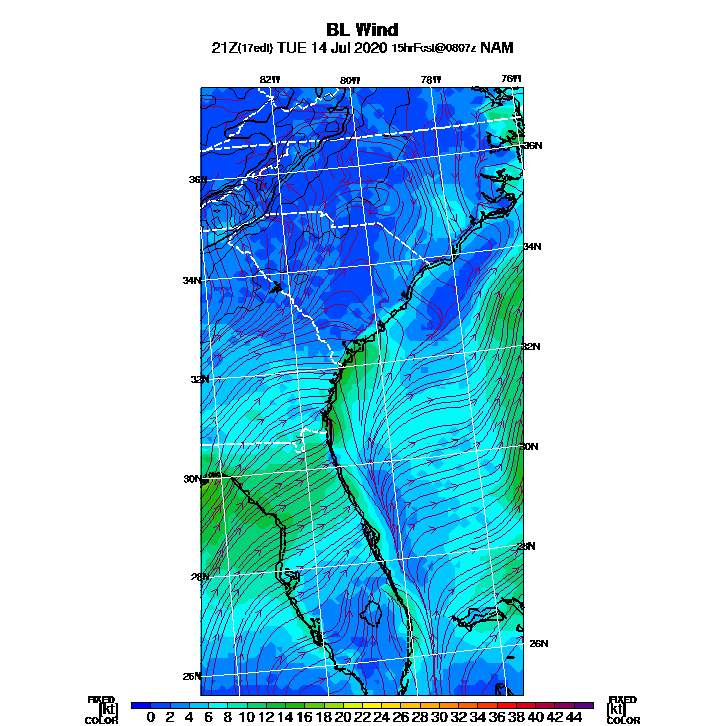 BL Wind
21Z(17edt) TUE 14 Jul 2020 15hrFcst@0807z NAM
82W 80W 78W 76W
36N
36N
34N
34N
32N
32N
30N
30N
28N
28N
26N
26N
FIXED FIXED
[kt] 0 2 4 6 8 10 12 14 16 18 20 22 24 26 28 30 32 34 36 38 40 42 44 [kt]
COLOR COLOR